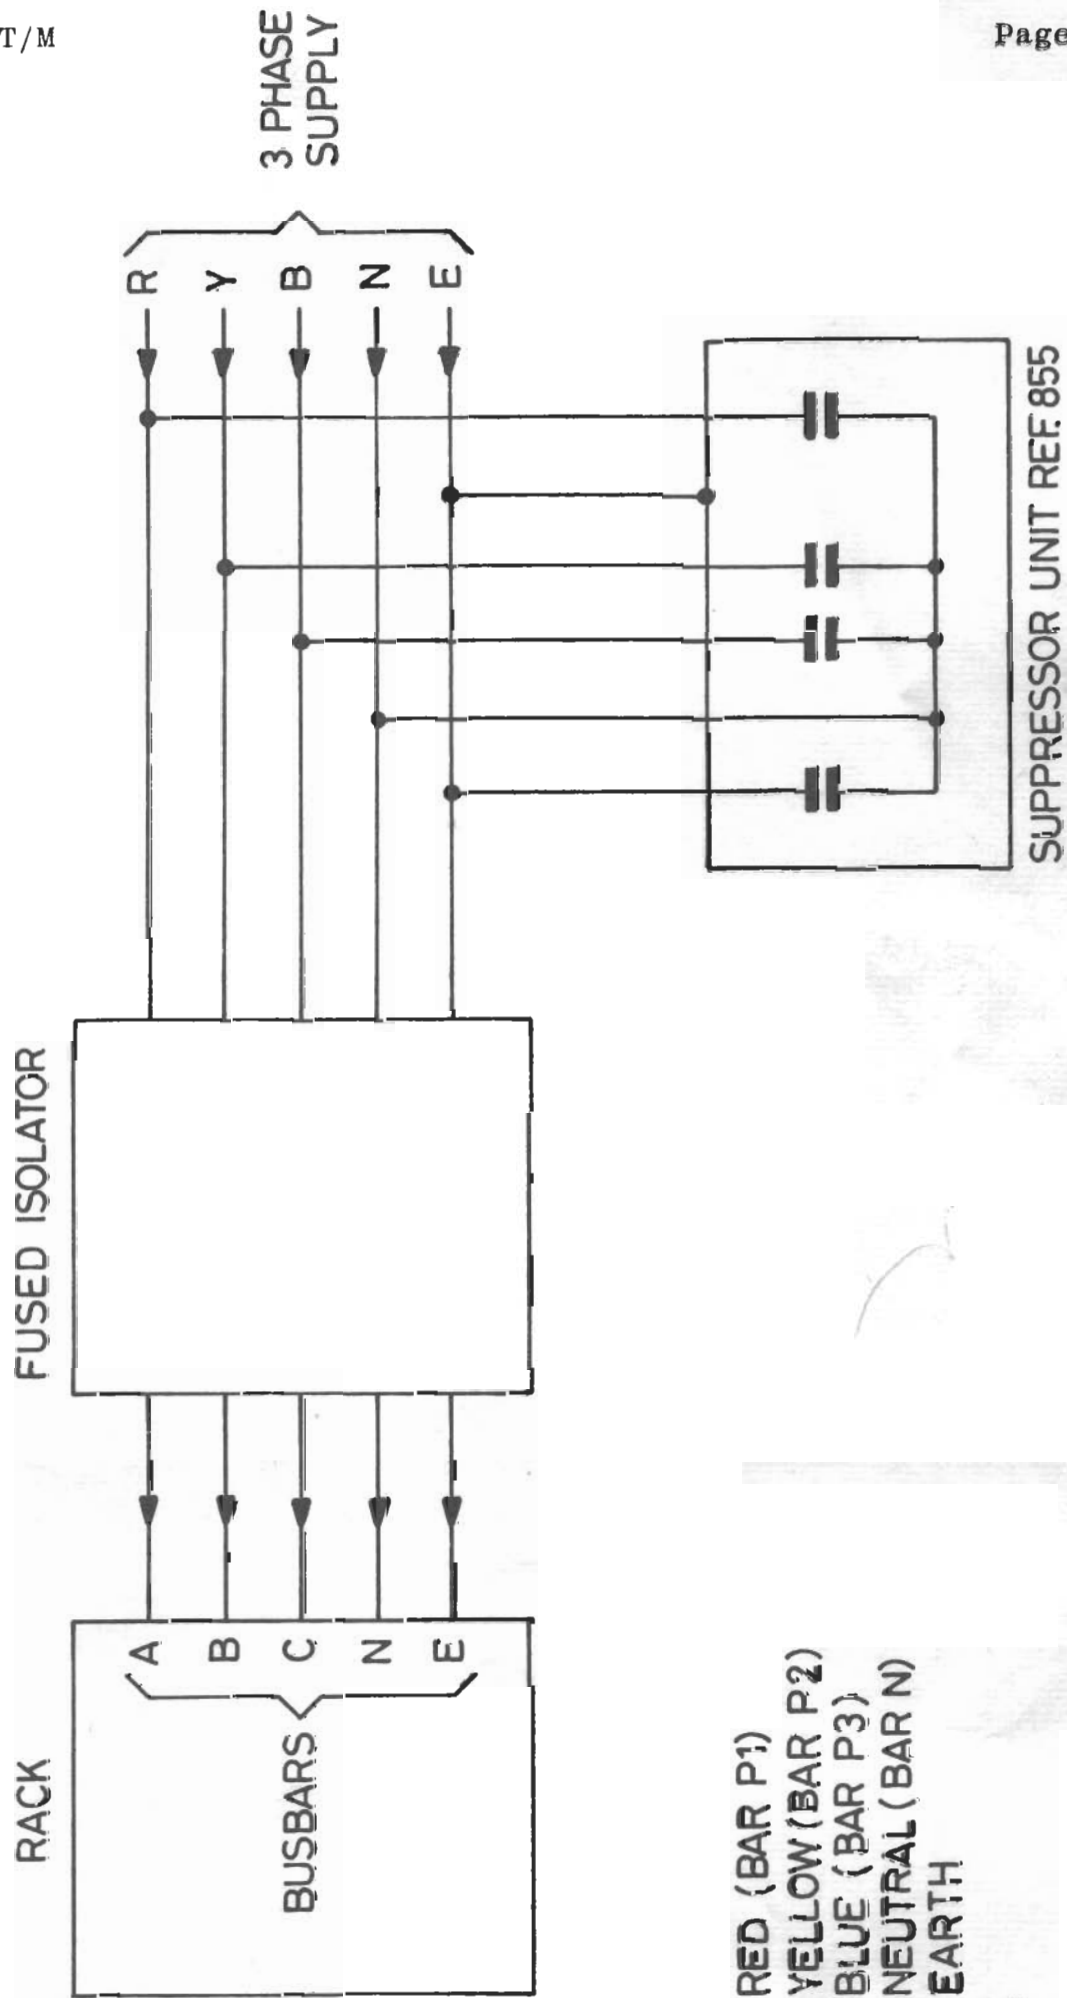 T/M
Page
3 PHASE
SUPPLY
R
Y
B
N
E
SUPPRESSOR UNIT REF. 855
FUSED ISOLATOR
RACK
A
B
C
N
E
BUSBARS
RED (BAR P1)
YELLOW (BAR P2)
BLUE (BAR P3)
NEUTRAL (BAR N)
EARTH